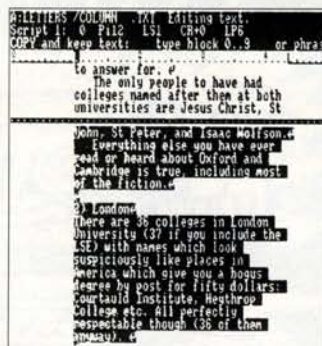 A:LETTERS /COLUMN .TXT Editing text.
Script 1: 0 Pi12 LS1 CR+0 LP6
COPY and keep text: type block 0..9 or phras
to answer for. ↵
The only people to have had
colleges named after them at both
universities are Jesus Christ, St
John, St Peter, and Isaac Wolfson.↵
Everything else you have ever
read or heard about Oxford and
Cambridge is true, including most
of the fiction.↵
↵
) London↵
There are 36 colleges in London
University (37 if you include the
LSE) with names which look
suspiciously like places in
America which give you a bogus
degree by post for fifty dollars:
Courtauld Institute, Heythrop
College etc. All perfectly
respectable though (36 of them
anyway). ↵